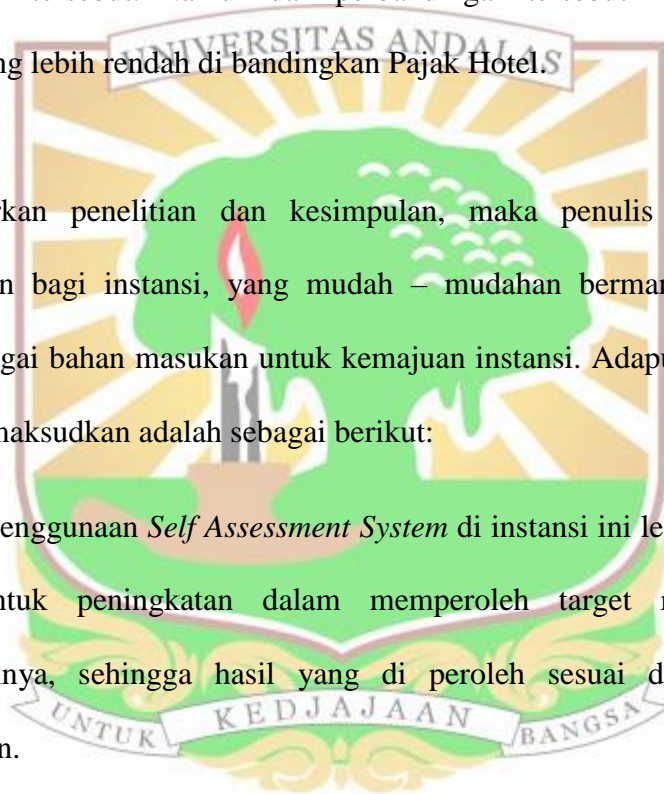 UNIVERSITAS ANDALAS
ng lebih rendah di bandingkan Pajak Hotel.
rkan penelitian dan kesimpulan, maka penulis
n bagi instansi, yang mudah – mudahan berman
gai bahan masukan untuk kemajuan instansi. Adapu
maksudkan adalah sebagai berikut:
enggunaan Self Assessment System di instansi ini le
ntuk peningkatan dalam memperoleh target
nya, sehingga hasil yang di peroleh sesuai d
UNTUK KEDJAJAAN BANGSA
n.